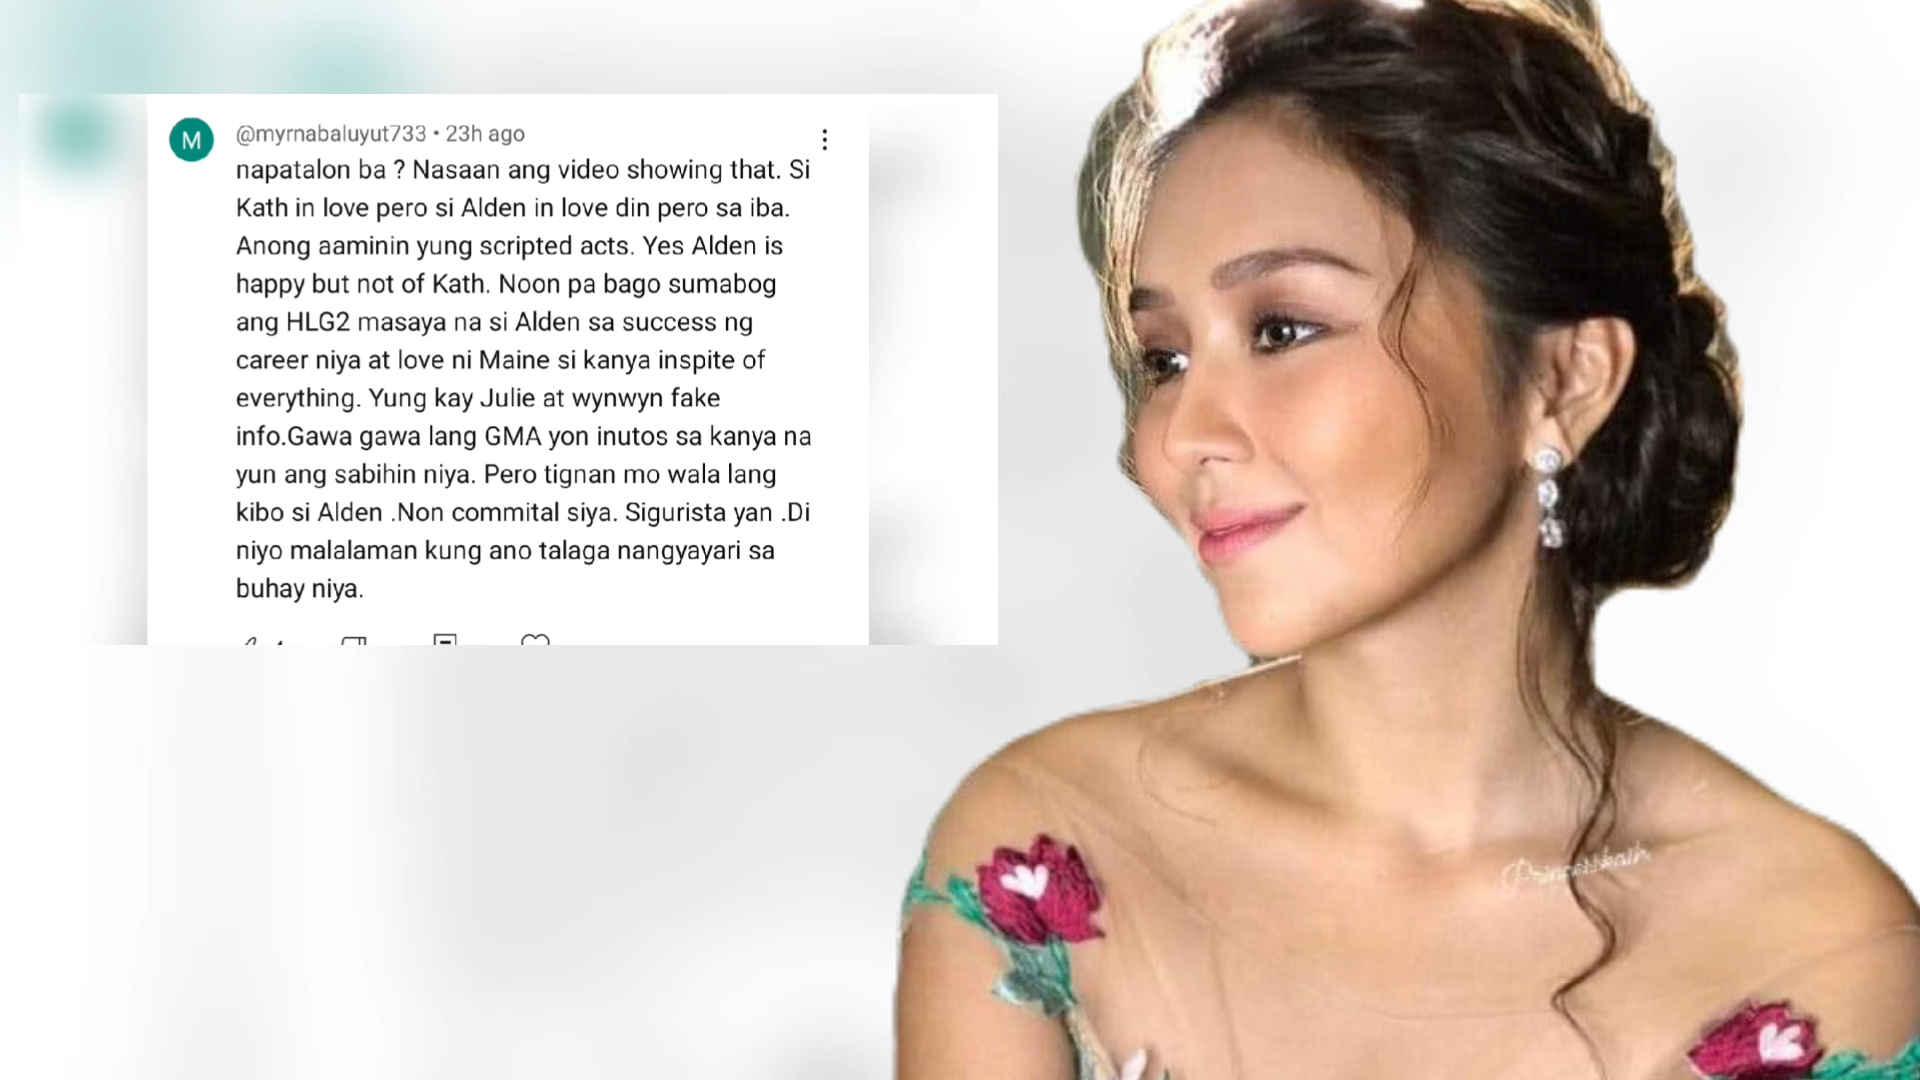 M
@myrnabaluyut733 • 23h ago
napatalon ba ? Nasaan ang video showing that. Si
Kath in love pero si Alden in love din pero sa iba.
Anong aaminin yung scripted acts. Yes Alden is
happy but not of Kath. Noon pa bago sumabog
ang HLG2 masaya na si Alden sa success ng
career niya at love ni Maine si kanya inspite of
everything. Yung kay Julie at wynwyn fake
info.Gawa gawa lang GMA yon inutos sa kanya na
yun ang sabihin niya. Pero tignan mo wala lang
kibo si Alden .Non commital siya. Sigurista yan .Di
niyo malalaman kung ano talaga nangyayari sa
buhay niya.